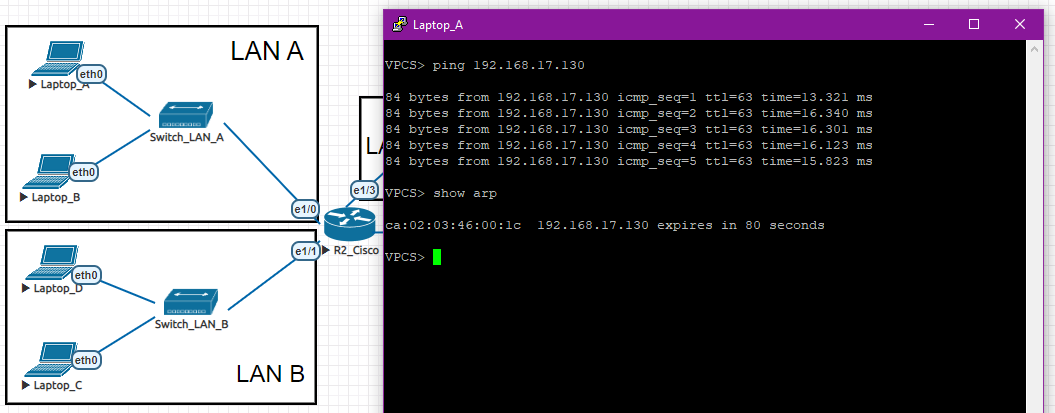 LAN A
eth0
Laptop_A
Switch_LAN_A
eth0
Laptop_B
e1/0
LA
e1/3
R2_Cisco
e1/1
eth0
Laptop_D
Switch_LAN_B
eth0
Laptop_C
LAN B
Laptop_A
VPCS> ping 192.168.17.130
84 bytes from 192.168.17.130 icmp_seq=1 ttl=63 time=13.321 ms
84 bytes from 192.168.17.130 icmp_seq=2 ttl=63 time=16.340 ms
84 bytes from 192.168.17.130 icmp_seq=3 ttl=63 time=16.301 ms
84 bytes from 192.168.17.130 icmp_seq=4 ttl=63 time=16.123 ms
84 bytes from 192.168.17.130 icmp_seq=5 ttl=63 time=15.823 ms
VPCS> show arp
ca:02:03:46:00:1c  192.168.17.130 expires in 80 seconds
VPCS>